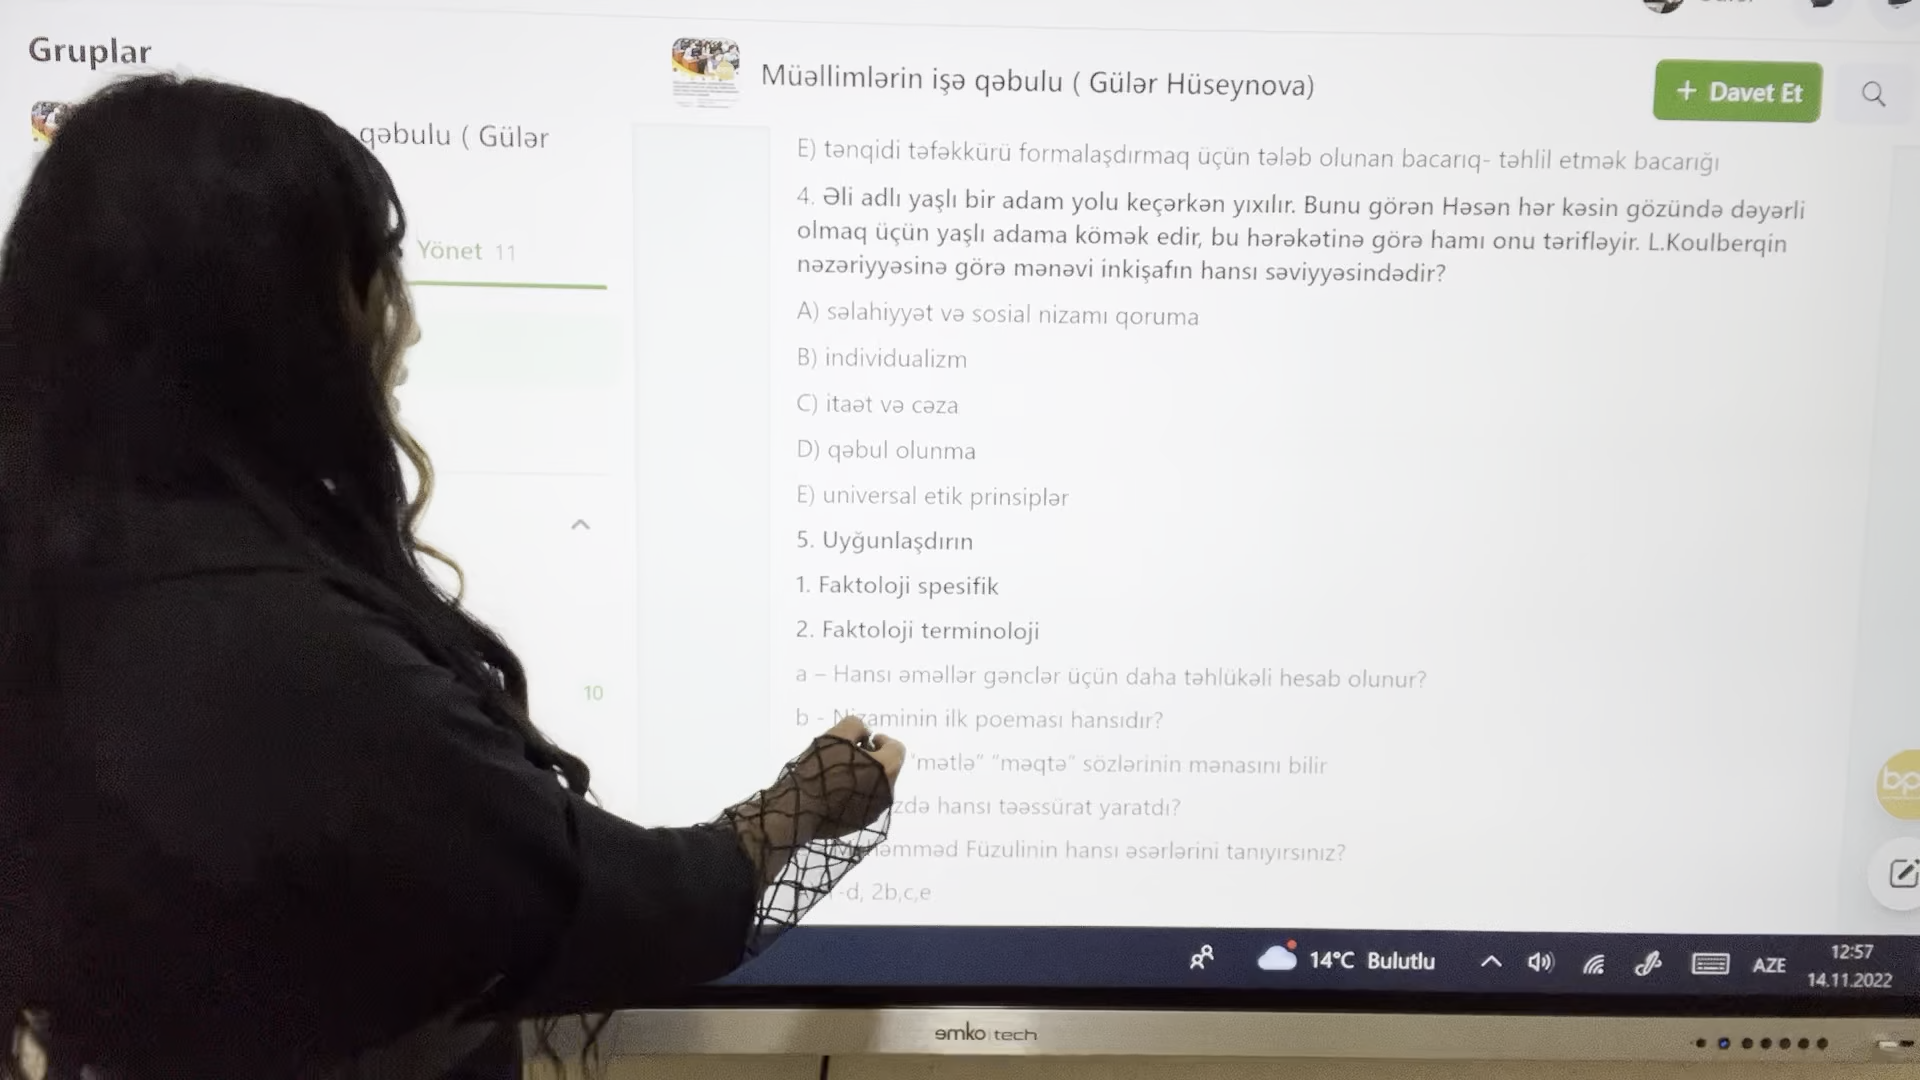 Gruplar
Müəllimlərin işə qəbulu ( Gülər Hüseynova)
+ Davet Et
qəbulu ( Gülər
Yönet 11
10
E) tənqidi təfəkkürü formalaşdırmaq üçün tələb olunan bacarıq- təhlil etmək bacarığı
4. Əli adlı yaşlı bir adam yolu keçərkən yıxılır. Bunu görən Həsən hər kəsin gözündə dəyərli
olmaq üçün yaşlı adama kömək edir, bu hərəkətinə görə hamı onu tərifləyir. L.Koulberqin
nəzəriyyəsinə görə mənəvi inkişafın hansı səviyyəsindədir?
A) səlahiyyət və sosial nizamı qoruma
B) individualizm
C) itaət və cəza
D) qəbul olunma
E) universal etik prinsiplər
5. Uyğunlaşdırın
1. Faktoloji spesifik
2. Faktoloji terminoloji
a – Hansı əməllər gənclər üçün daha təhlükəli hesab olunur?
b - Nizaminin ilk poeması hansıdır?
"mətlə" "məqtə" sözlərinin mənasını bilir
hansı təəssürat yaratdı?
Füzulinin hansı əsərlərini tanıyırsınız?
-d, 2b,c,e
bp
14°C Bulutlu
AZE
12:57
14.11.2022
emko tech